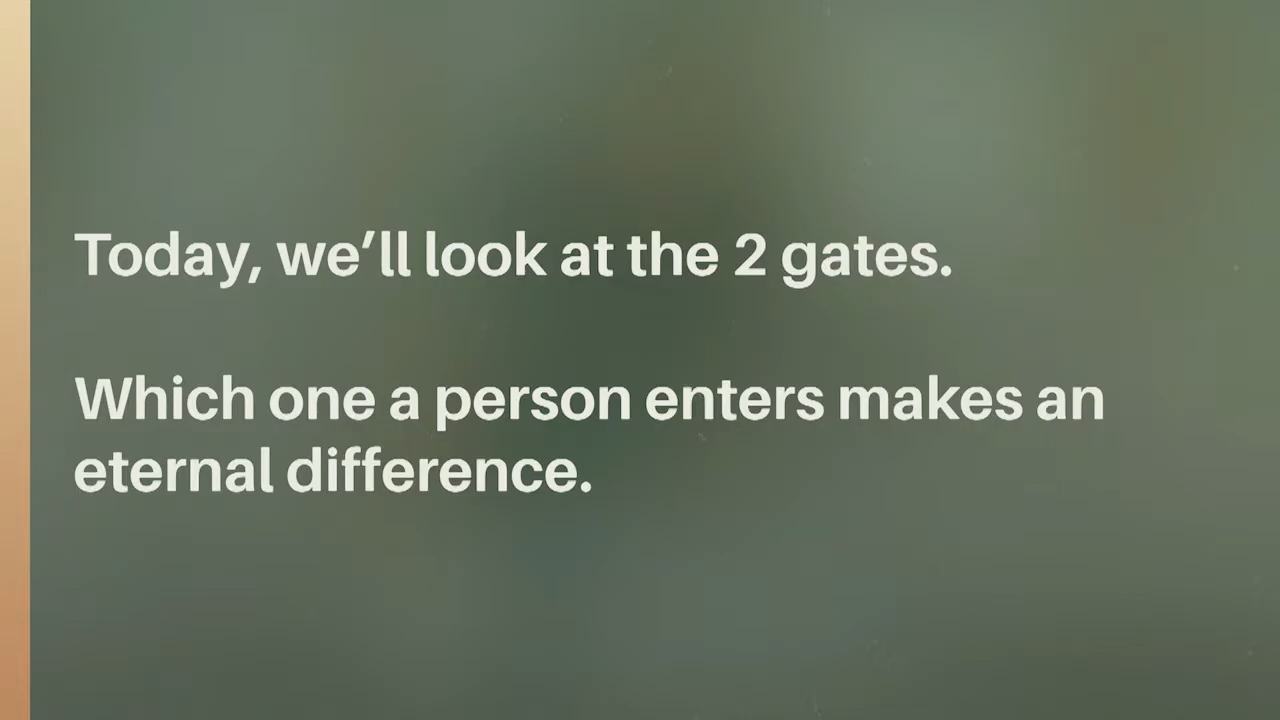 Today, we’ll look at the 2 gates.
Which one a person enters makes an
eternal difference.